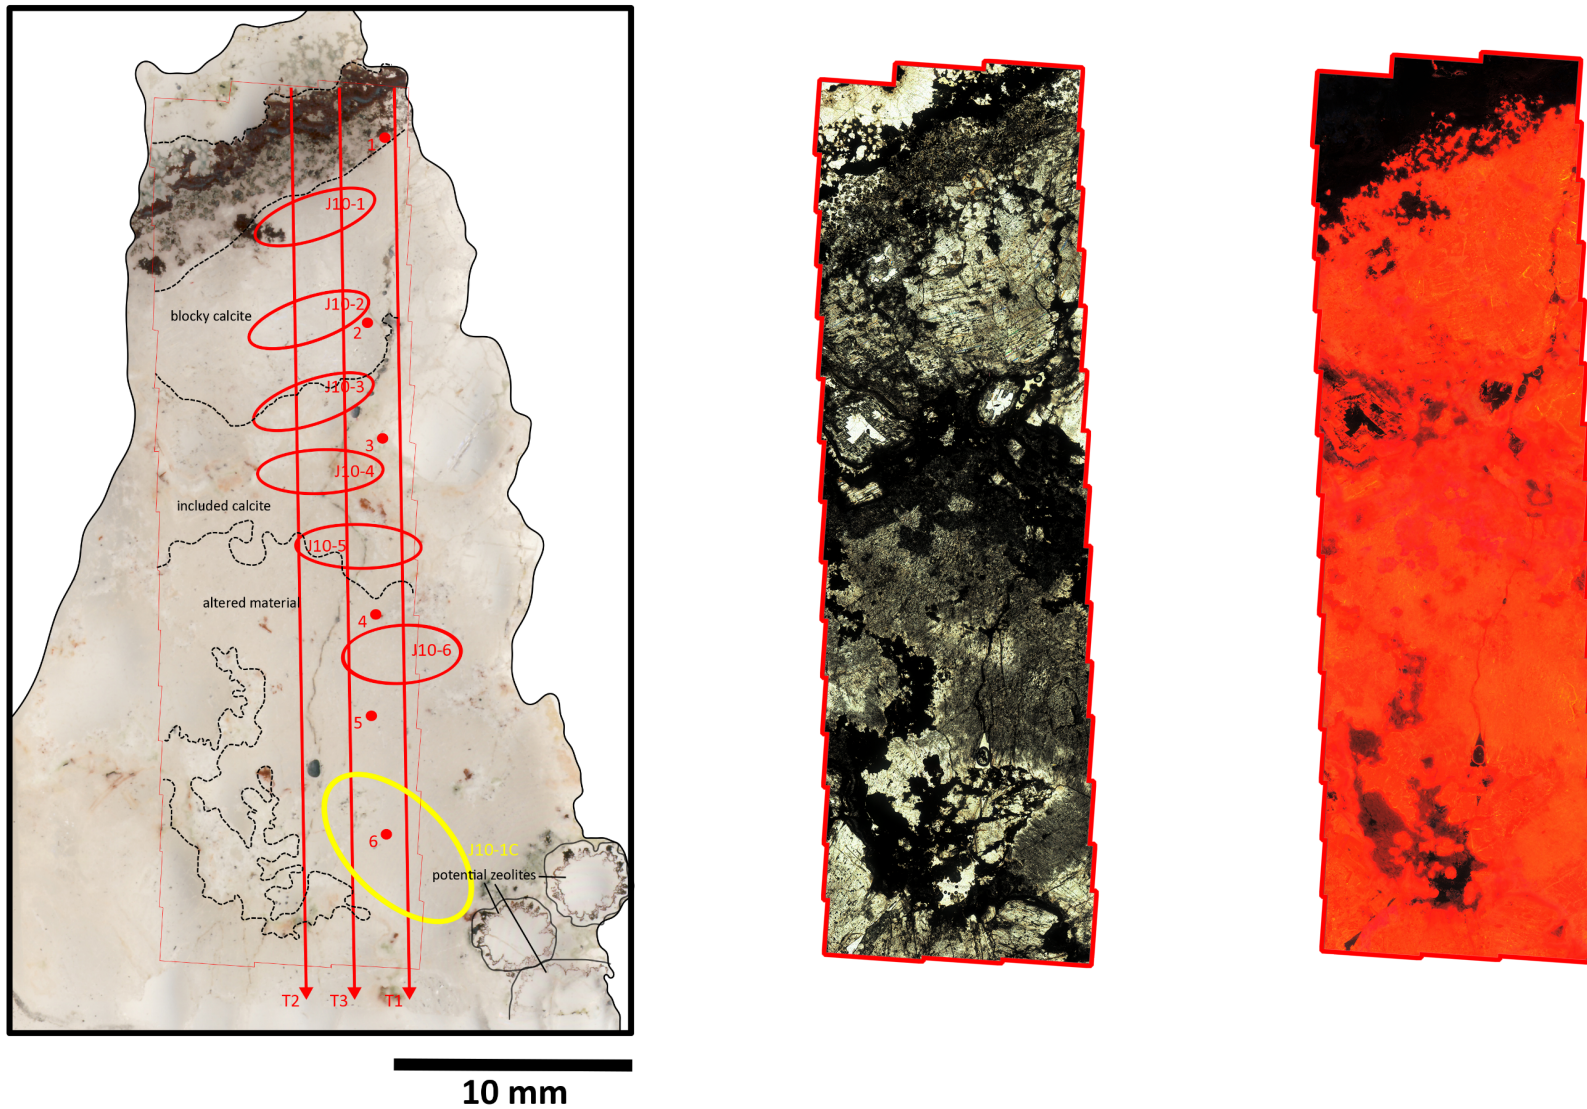 1
J10-1
J10-2
blocky calcite
2
J10-3
3
J10-4
included calcite
J10-5
altered material
4
J10-6
5
6
J10-1C
potential zeolites
T2
T3
T1
10 mm